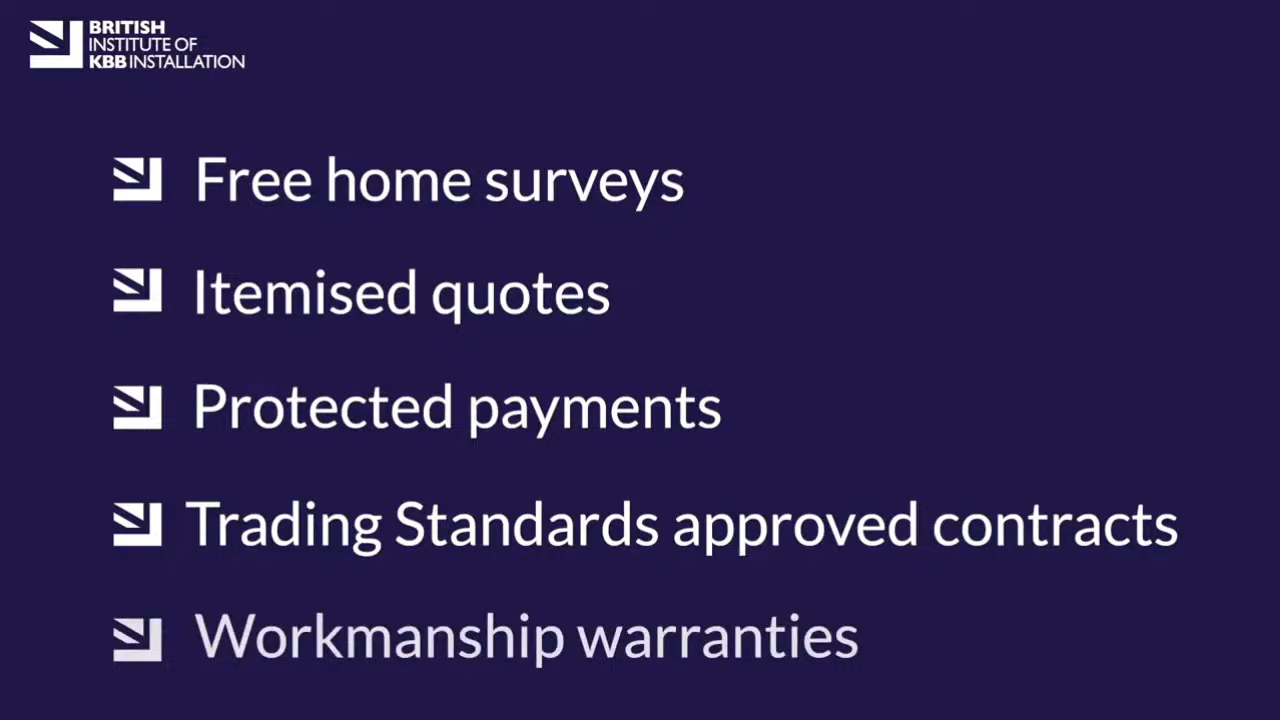 BRITISH
INSTITUTE OF
KBB INSTALLATION
Free home surveys
Itemised quotes
Protected payments
Trading Standards approved contracts
Workmanship warranties